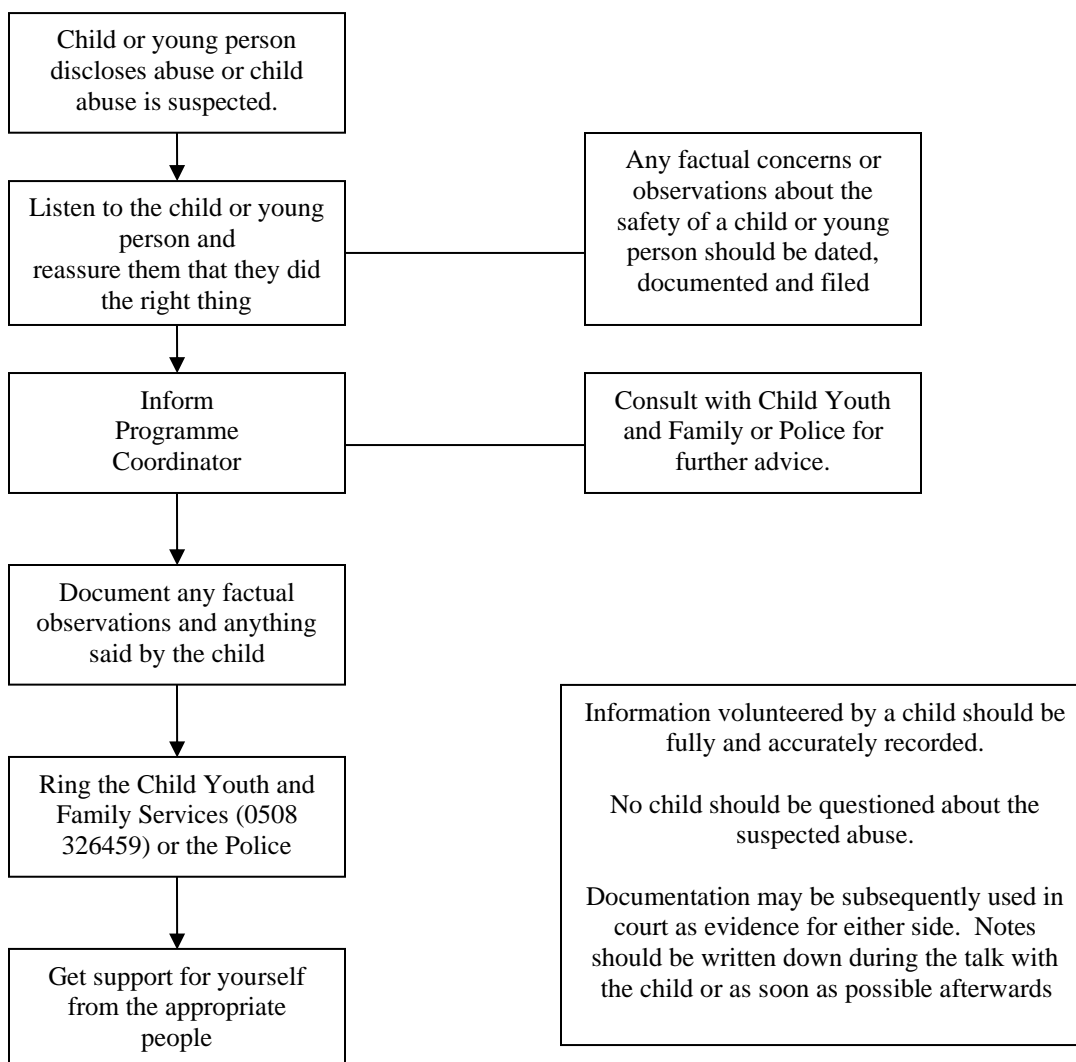 Child or young person
discloses abuse or child
abuse is suspected.
Listen to the child or young
person and
reassure them that they did
the right thing
Any factual concerns or
observations about the
safety of a child or young
person should be dated,
documented and filed
Inform
Programme
Coordinator
Consult with Child Youth
and Family or Police for
further advice.
Document any factual
observations and anything
said by the child
Ring the Child Youth and
Family Services (0508
326459) or the Police
Get support for yourself
from the appropriate
people
Information volunteered by a child should be
fully and accurately recorded.
No child should be questioned about the
suspected abuse.
Documentation may be subsequently used in
court as evidence for either side.  Notes
should be written down during the talk with
the child or as soon as possible afterwards